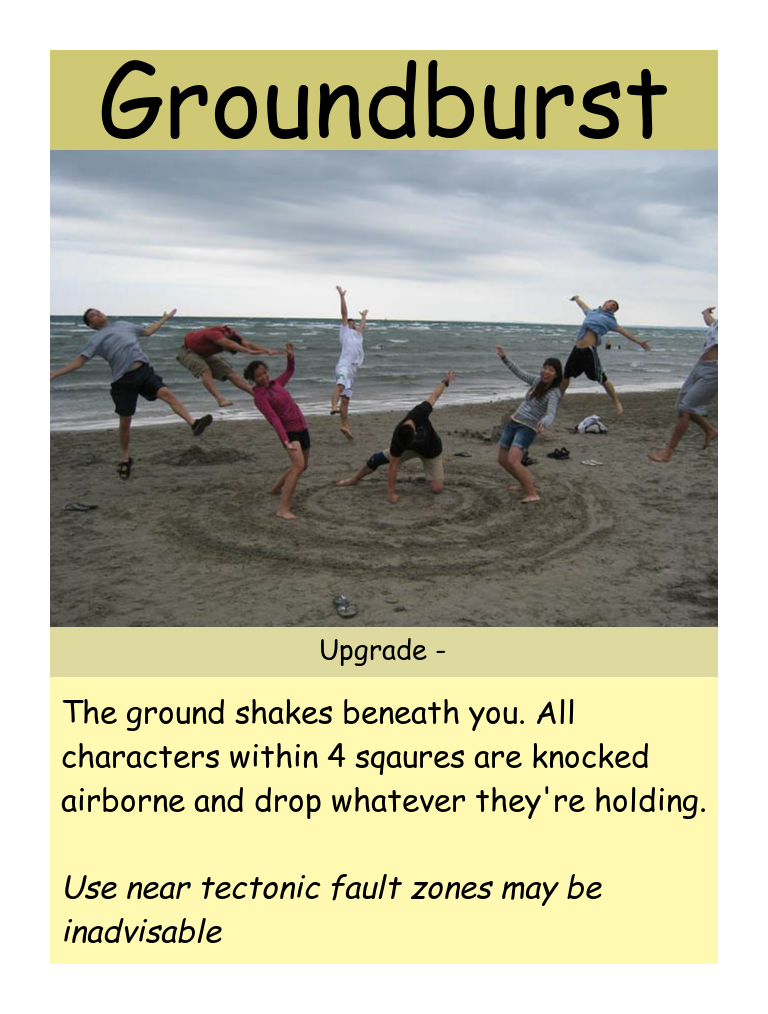 Groundburst
Upgrade -
The ground shakes beneath you. All
characters within 4 sqaures are knocked
airborne and drop whatever they're holding.
Use near tectonic fault zones may be
inadvisable